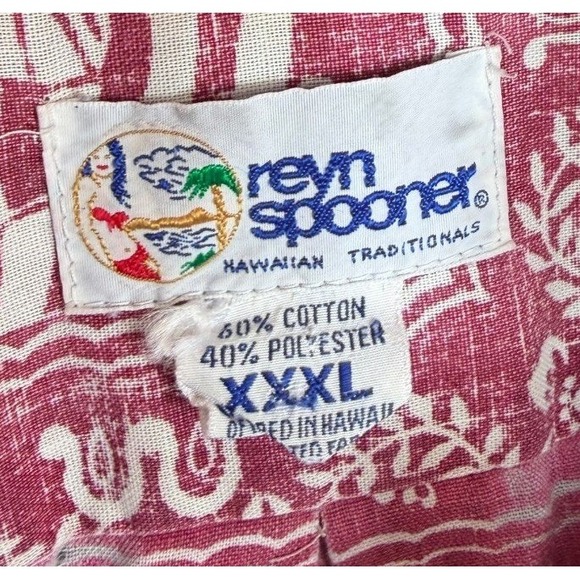 reyn
spooner®
HAWAIIAN TRADITIONALS
60% COTTON
40% POLYESTER
XXXL
IN HAWAII